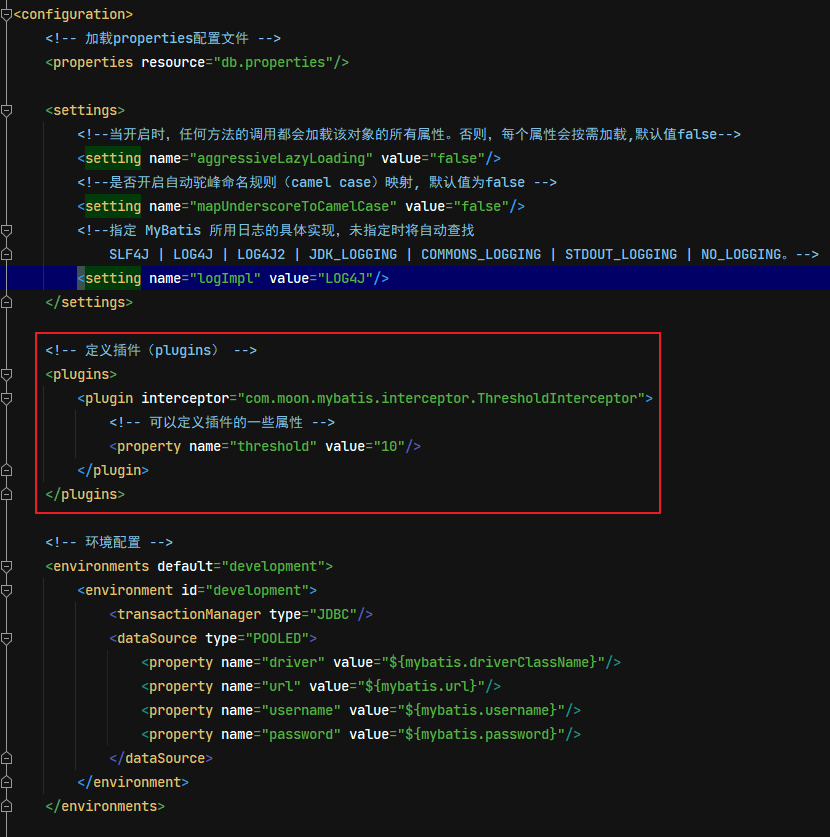 <configuration>
<!-- 加载properties配置文件 -->
<properties resource="db.properties"/>
<settings>
<!--当开启时，任何方法的调用都会加载该对象的所有属性。否则，每个属性会按需加载,默认值false-->
<setting name="aggressiveLazyLoading" value="false"/>
<!--是否开启自动驼峰命名规则（camel case）映射, 默认值为false -->
<setting name="mapUnderscoreToCamelCase" value="false"/>
<!--指定 MyBatis 所用日志的具体实现，未指定时将自动查找
SLF4J | LOG4J | LOG4J2 | JDK_LOGGING | COMMONS_LOGGING | STDOUT_LOGGING | NO_LOGGING。-->
<setting name="logImpl" value="LOG4J"/>
</settings>
<!-- 定义插件（plugins） -->
<plugins>
<plugin interceptor="com.moon.mybatis.interceptor.ThresholdInterceptor">
<!-- 可以定义插件的一些属性 -->
<property name="threshold" value="10"/>
</plugin>
</plugins>
<!-- 环境配置 -->
<environments default="development">
<environment id="development">
<transactionManager type="JDBC"/>
<dataSource type="POOLED">
<property name="driver" value="${mybatis.driverClassName}"/>
<property name="url" value="${mybatis.url}"/>
<property name="username" value="${mybatis.username}"/>
<property name="password" value="${mybatis.password}"/>
</dataSource>
</environment>
</environments>